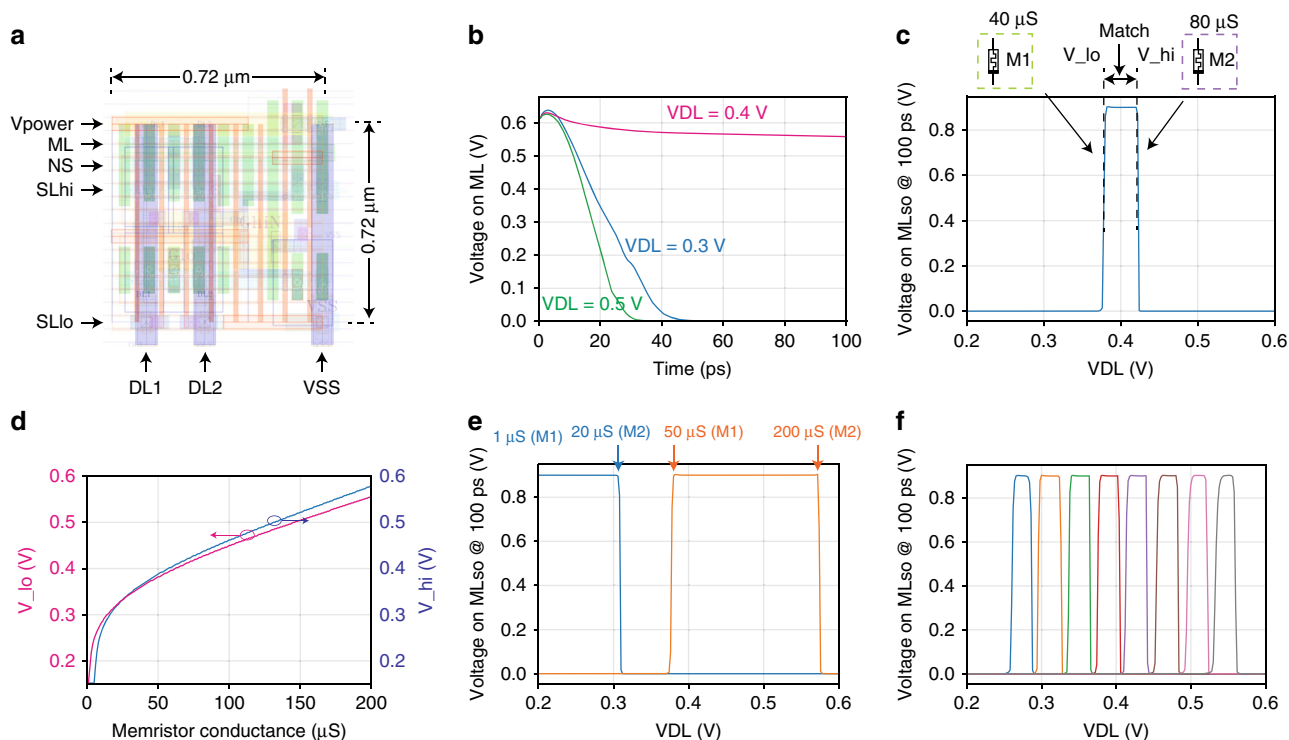 a
0.72 μm
Vpower
ML
NS
SLhi
SLlo
0.72 μm
VSS
DL1 DL2 VSS
b
Voltage on ML (V)
0.6
0.5
0.4
0.3
0.2
0.1
0.0
VDL = 0.4 V
VDL = 0.3 V
VDL = 0.5 V
0 20 40 60 80 100
Time (ps)
c
40 μS
M1
Match
V_lo V_hi
80 μS
M2
Voltage on MLso @ 100 ps (V)
0.8
0.6
0.4
0.2
0.0
0.2 0.3 0.4 0.5 0.6
VDL (V)
d
V_lo (V)
0.6
0.5
0.4
0.3
0.2
0 50 100 150 200
Memristor conductance (μS)
0.6
0.5
0.4
0.3
0.2
V_hi (V)
e
1 μS (M1) 20 μS (M2) 50 μS (M1) 200 μS (M2)
Voltage on MLso @ 100 ps (V)
0.8
0.6
0.4
0.2
0.0
0.2 0.3 0.4 0.5 0.6
VDL (V)
f
Voltage on MLso @ 100 ps (V)
0.8
0.6
0.4
0.2
0.0
0.2 0.3 0.4 0.5 0.6
VDL (V)